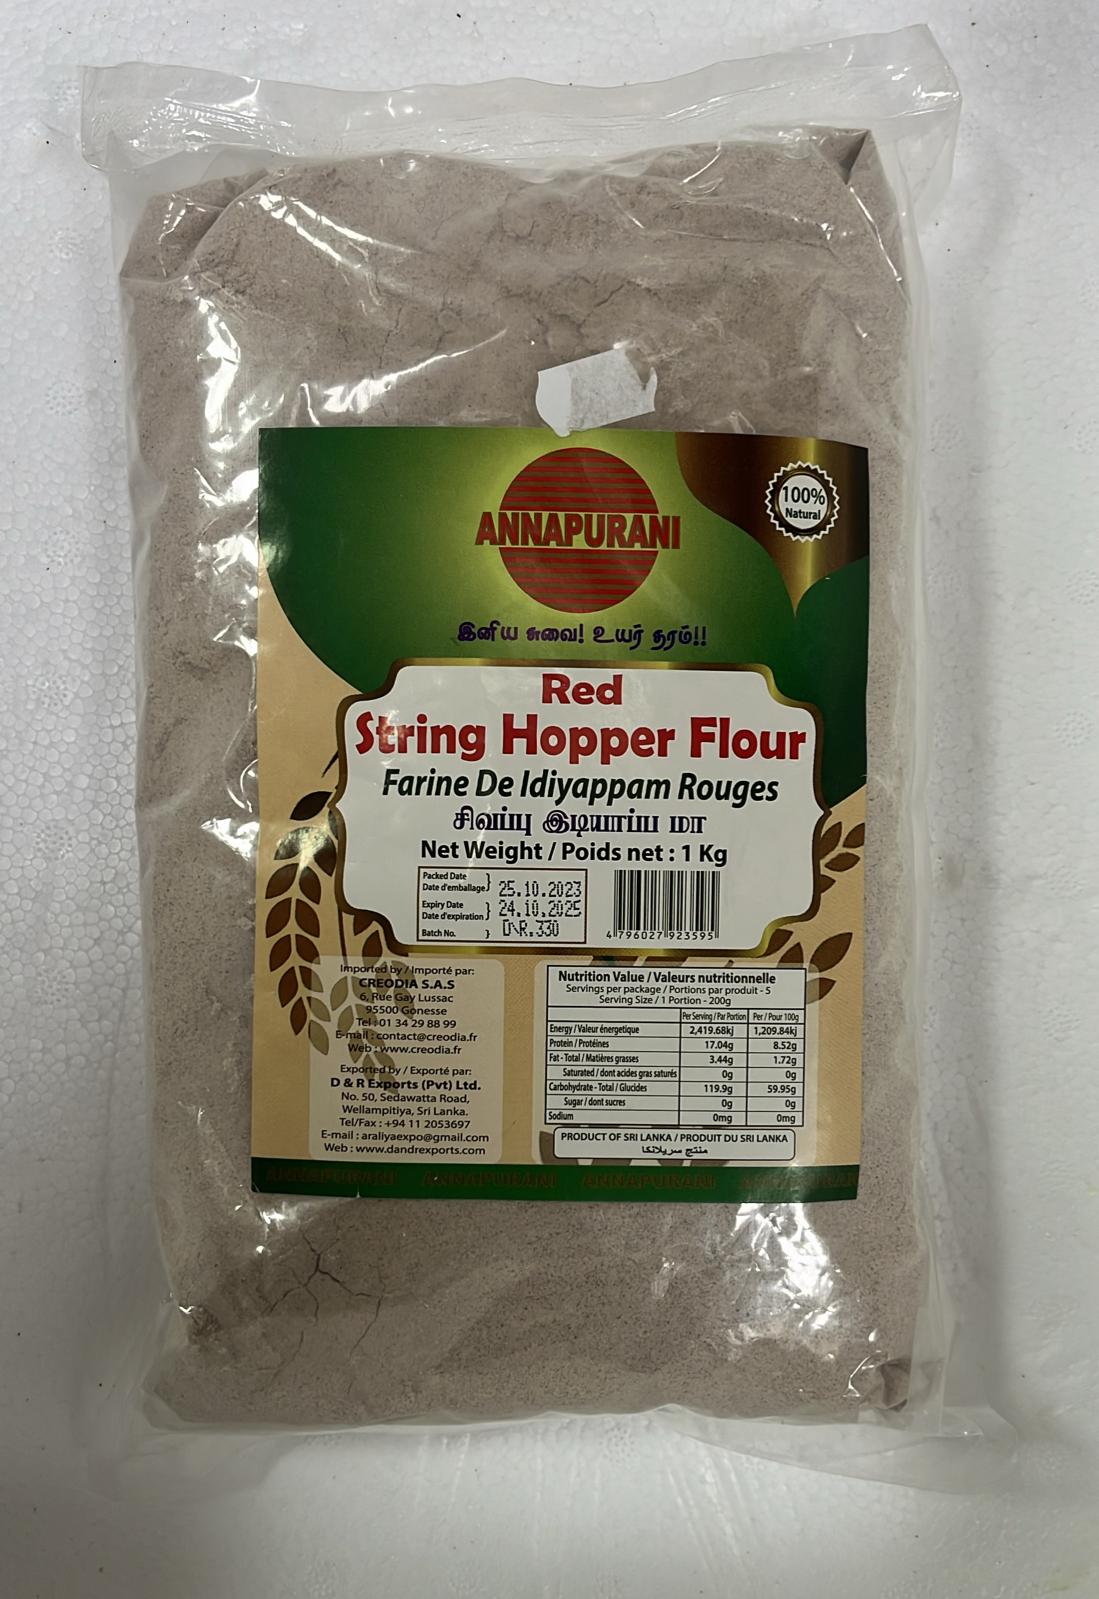 ANNAPURANI
100%
Natural
இனிய சுவை! உயர் தரம்!!
Red
String Hopper Flour
Farine De Idiyappam Rouges
சிவப்பு இடியாப்ப மா
Net Weight / Poids net : 1 Kg
Packed Date
Date d'emballage } 25.10.2023
Expiry Date
Date d'expiration } 24.10.2025
Batch No. } DNR.330
4 796027 923595
Imported by / Importé par:
CREODIA S.A.S
6, Rue Gay Lussac
95500 Gonesse
Tel : 01 34 29 88 99
E-mail : contact@creodia.fr
Web : www.creodia.fr
Exported by / Exporté par:
D & R Exports (Pvt) Ltd.
No. 50, Sedawatta Road,
Wellampitiya, Sri Lanka.
Tel/Fax : +94 11 2053697
E-mail : araliyaexpo@gmail.com
Web : www.dandrexports.com
Nutrition Value / Valeurs nutritionnelle
Servings per package / Portions par produit - 5
Serving Size / 1 Portion - 200g
Per Serving / Par Portion Per / Pour 100g
Energy / Valeur énergetique 2,419.68kj 1,209.84kj
Protein / Protéines 17.04g 8.52g
Fat - Total / Matières grasses 3.44g 1.72g
Saturated / dont acides gras saturés 0g 0g
Carbohydrate - Total / Glucides 119.9g 59.95g
Sugar / dont sucres 0g 0g
Sodium 0mg 0mg
PRODUCT OF SRI LANKA / PRODUIT DU SRI LANKA
منتج سريلانكا
ANNAPURANI ANNAPURANI ANNAPURANI ANNAPURANI